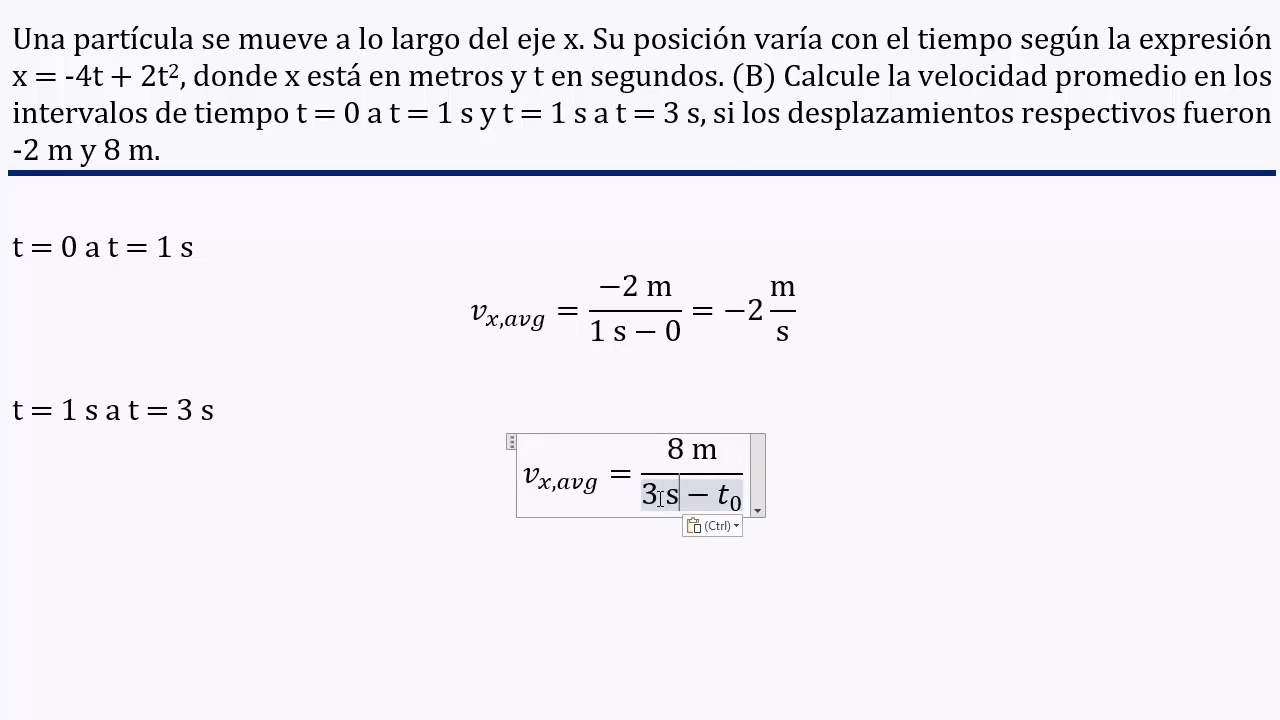 Una partícula se mueve a lo largo del eje x. Su posición varía con el tiempo según la expresión
x = -4t + 2t², donde x está en metros y t en segundos. (B) Calcule la velocidad promedio en los
intervalos de tiempo t = 0 a t = 1 s y t = 1 s a t = 3 s, si los desplazamientos respectivos fueron
-2 m y 8 m.
t = 0 a t = 1 s
v_{x,avg} = \frac{−2 m}{1 s − 0} = −2 \frac{m}{s}
t = 1 s a t = 3 s
v_{x,avg} = \frac{8 m}{3 s − t_0}
(Ctrl)